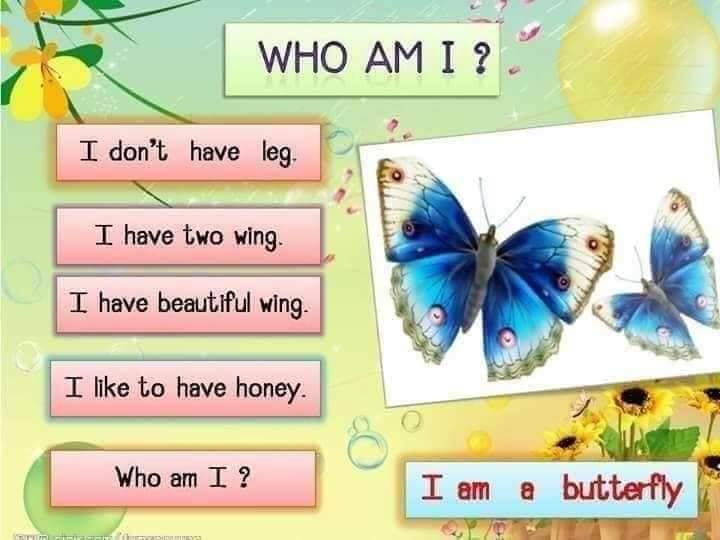 WHO AM I ?
I don't have leg.
I have two wing.
I have beautiful wing.
I like to have honey.
Who am I ?
I am a butterfly